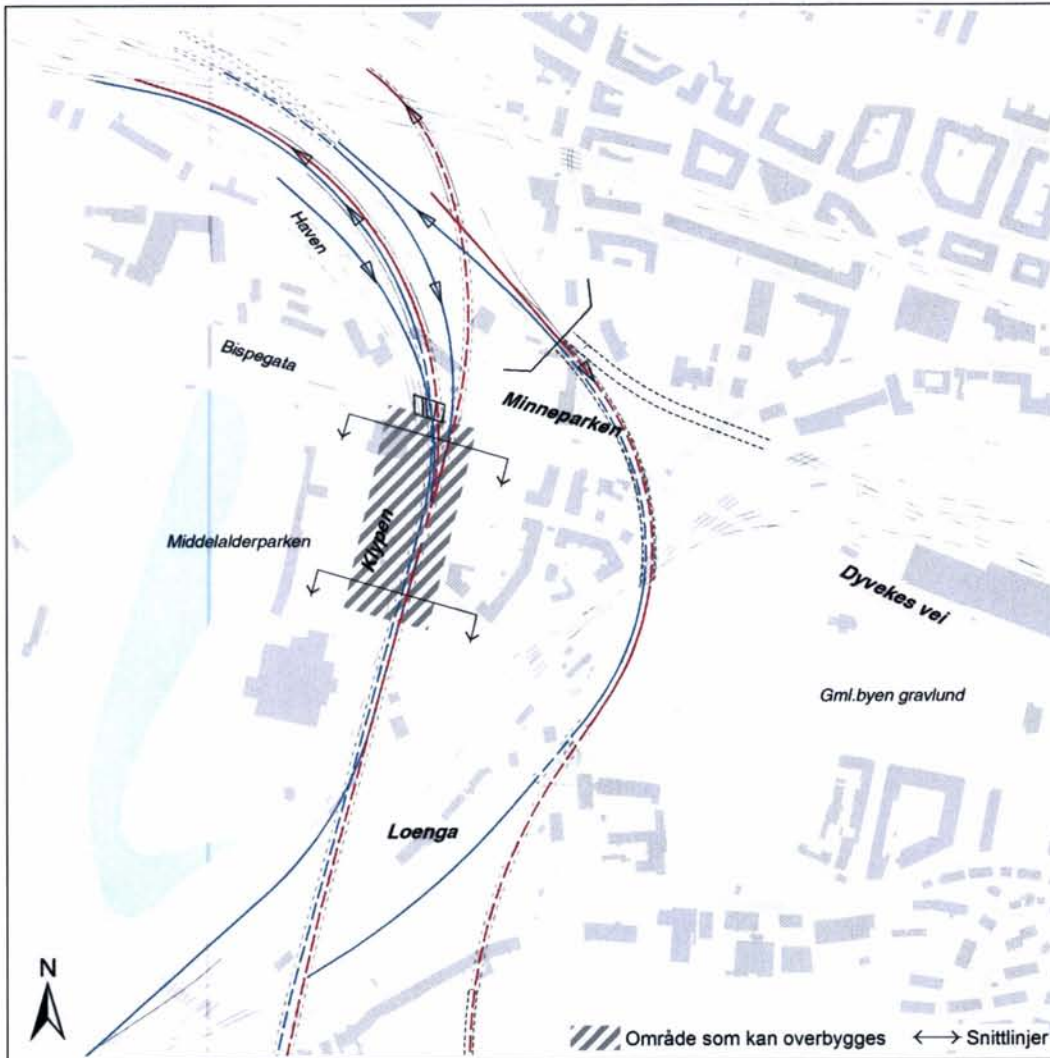 Haven
Bispegata
Minneparken
Klypen
Middelalderparken
Dyvekes vei
Gml.byen gravlund
Loenga
N
Område som kan overbygges
Snittlinjer